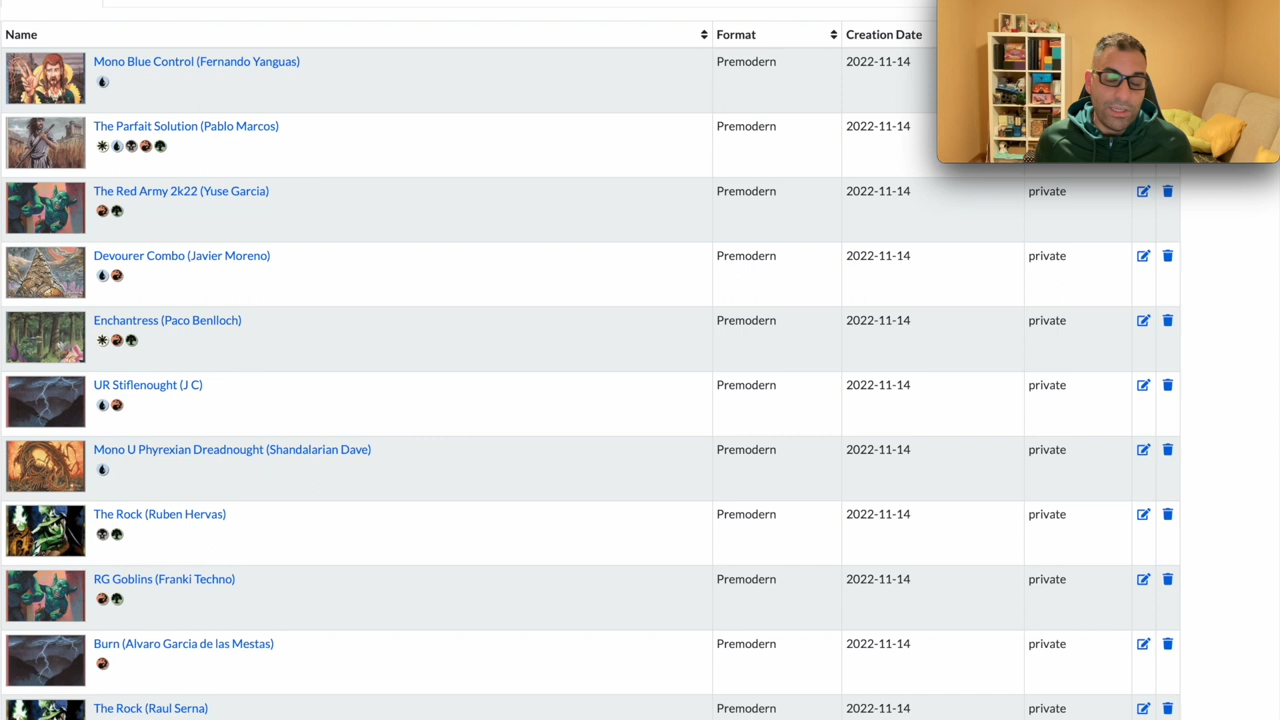 Name Format Creation Date
Mono Blue Control (Fernando Yanguas) Premodern 2022-11-14
The Parfait Solution (Pablo Marcos) Premodern 2022-11-14
The Red Army 2k22 (Yuse Garcia) Premodern 2022-11-14 private
Devourer Combo (Javier Moreno) Premodern 2022-11-14 private
Enchantress (Paco Benlloch) Premodern 2022-11-14 private
UR Stiflenought (J C) Premodern 2022-11-14 private
Mono U Phyrexian Dreadnought (Shandalarian Dave) Premodern 2022-11-14 private
The Rock (Ruben Hervas) Premodern 2022-11-14 private
RG Goblins (Franki Techno) Premodern 2022-11-14 private
Burn (Alvaro Garcia de las Mestas) Premodern 2022-11-14 private
The Rock (Raul Serna) Premodern 2022-11-14 private